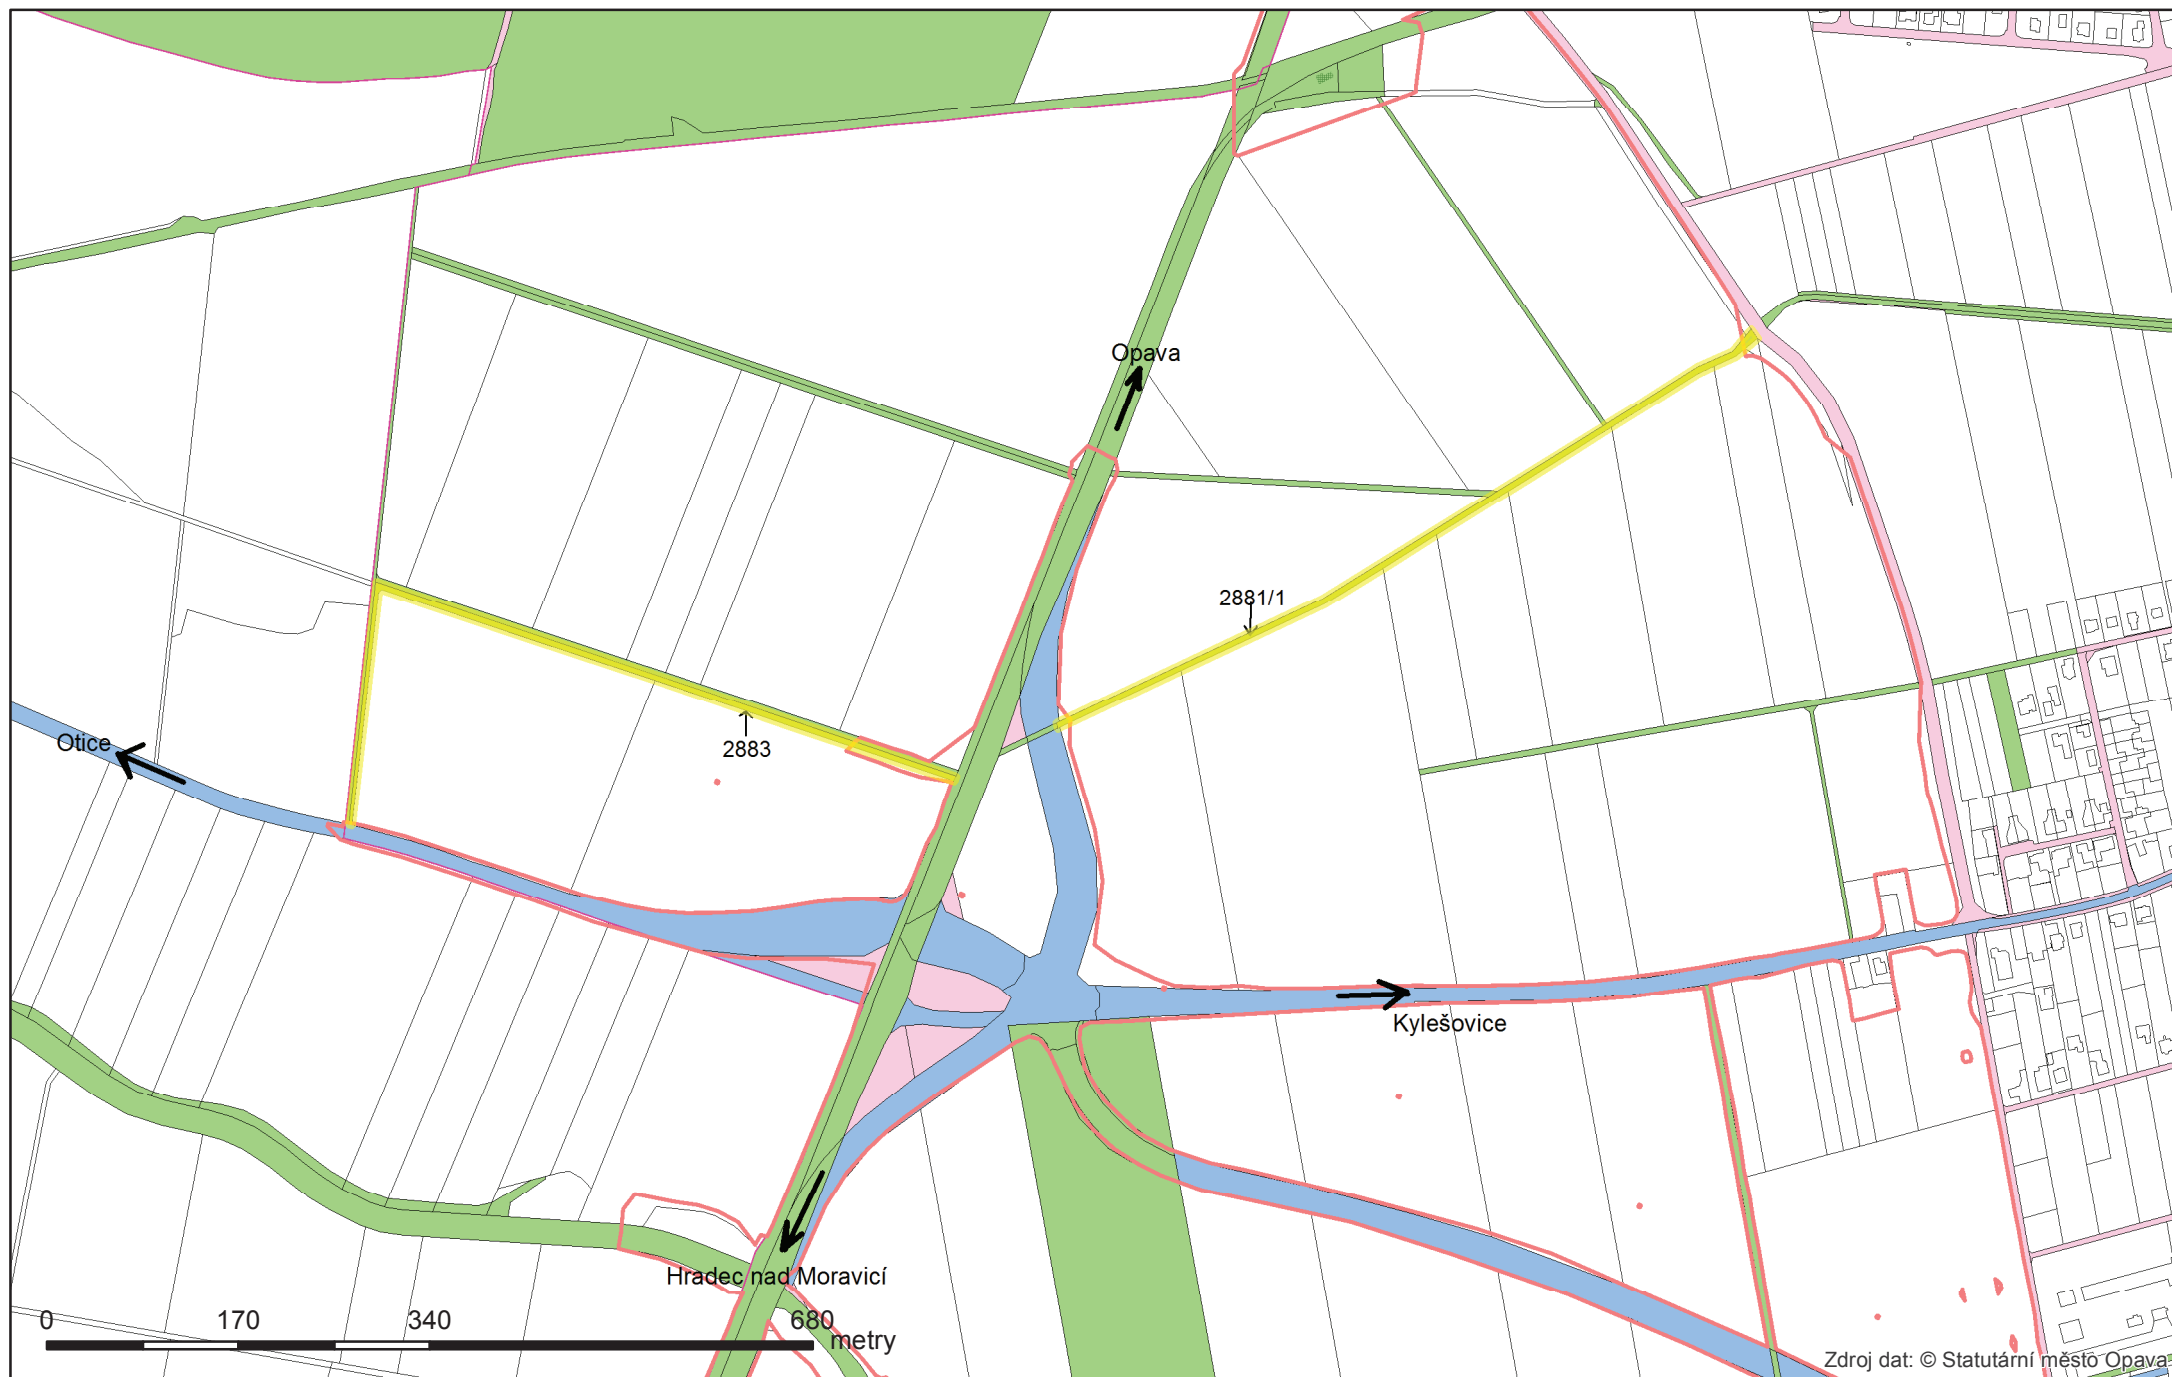 Opava
2881/1
Otice
2883
Kylešovice
Hradec nad Moravicí
0 170 340 680
metry
Zdroj dat: © Statutární město Opava